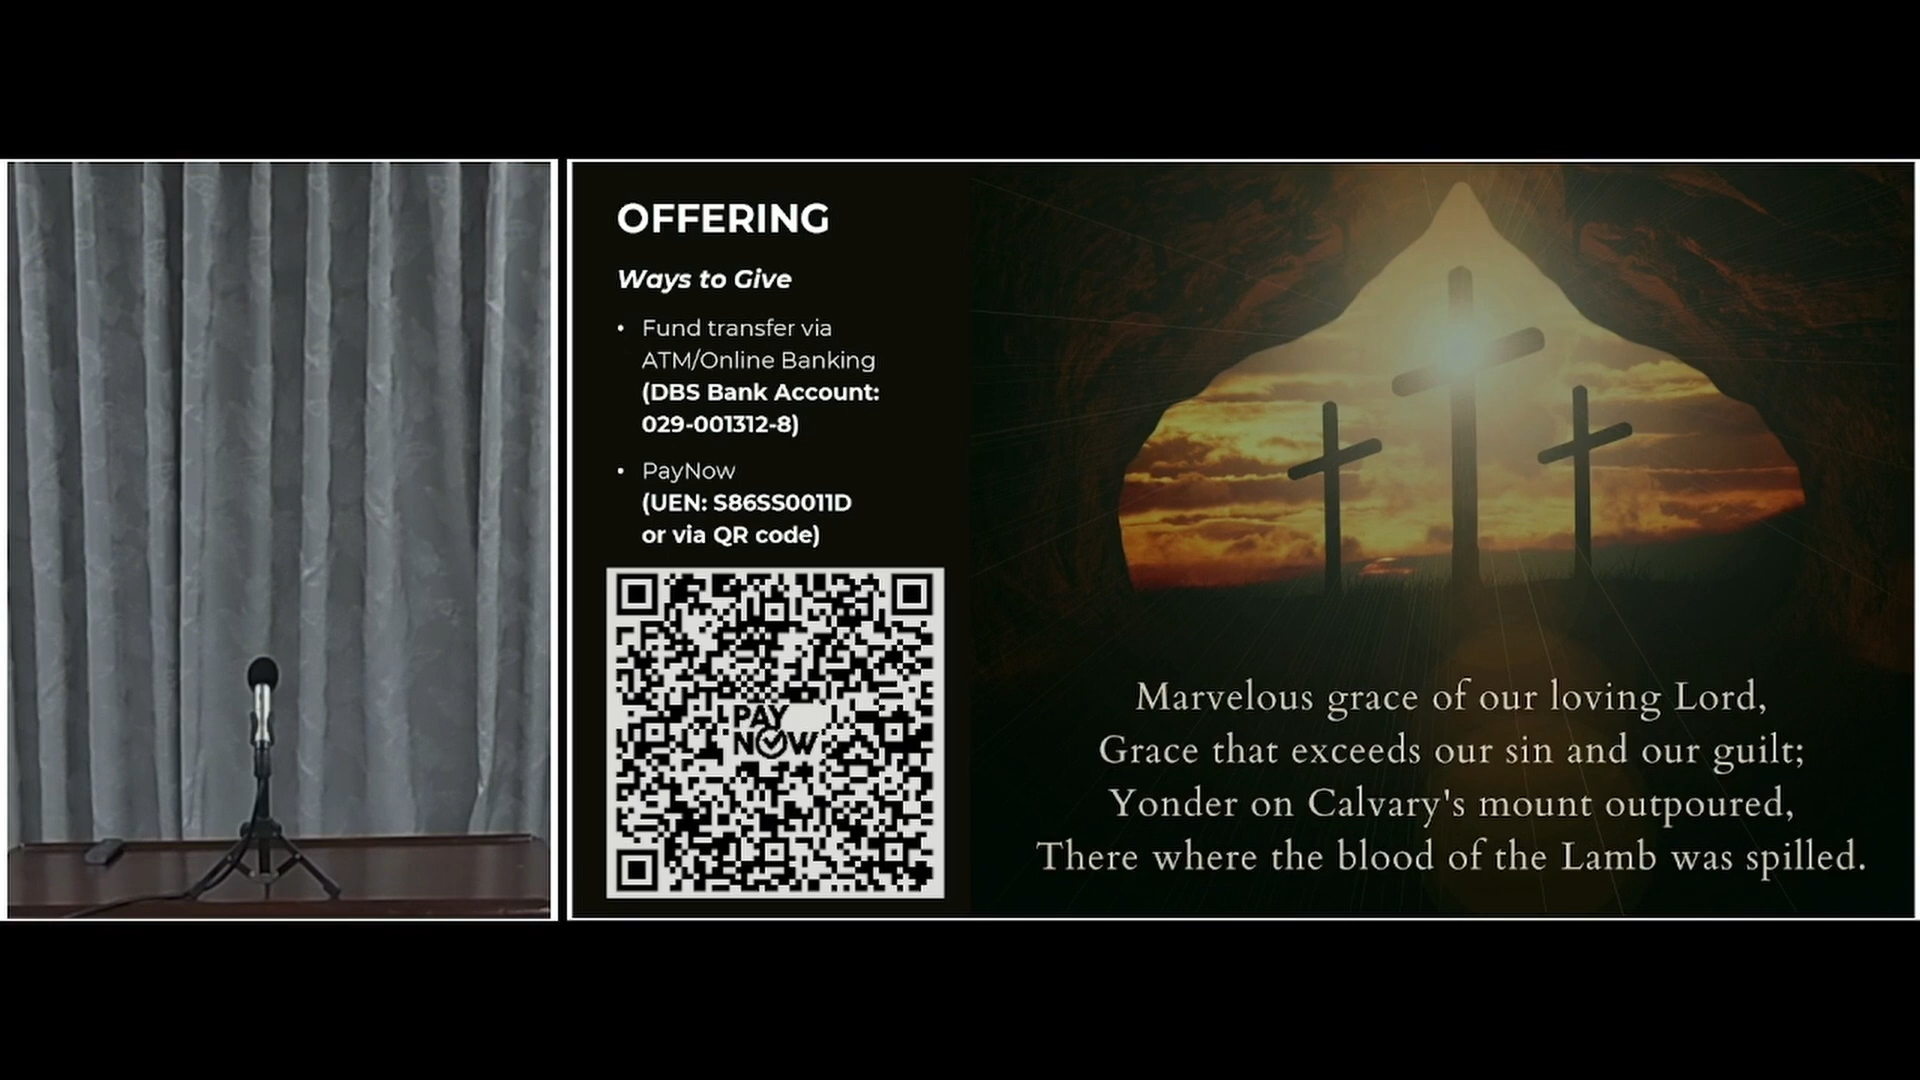 OFFERING
Ways to Give
• Fund transfer via
ATM/Online Banking
(DBS Bank Account:
029-001312-8)
• PayNow
(UEN: S86SS0011D
or via QR code)
PAY
NOW
Marvelous grace of our loving Lord,
Grace that exceeds our sin and our guilt;
Yonder on Calvary's mount outpoured,
There where the blood of the Lamb was spilled.